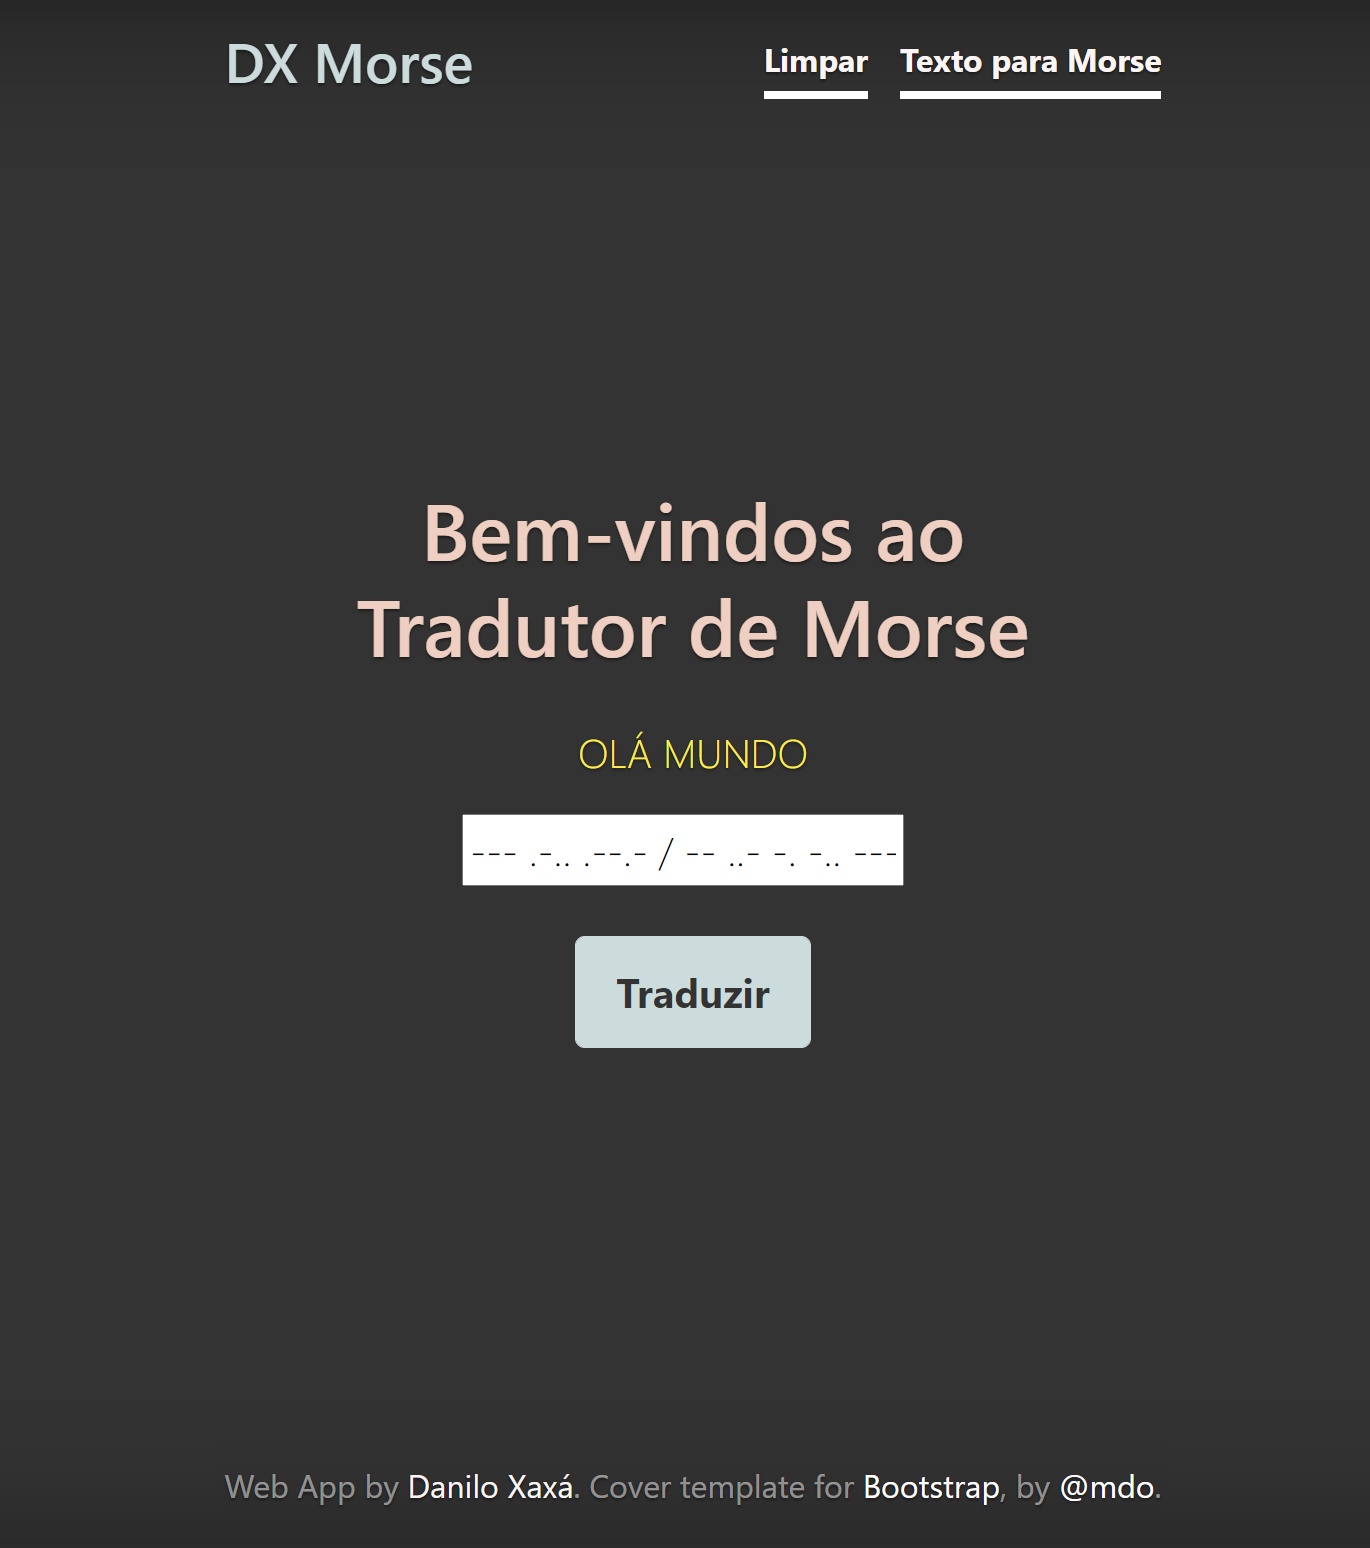 DX Morse
Limpar Texto para Morse
Bem-vindos ao
Tradutor de Morse
OLÁ MUNDO
--- .-.. .--.- / -- ..- -. -.. ---
Traduzir
Web App by Danilo Xaxá. Cover template for Bootstrap, by @mdo.